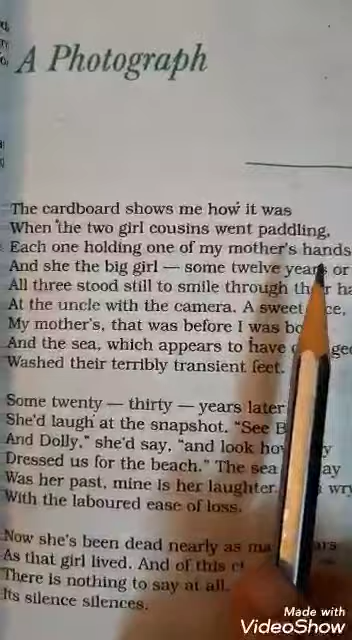 A Photograph
The cardboard shows me how it was
When the two girl cousins went paddling,
Each one holding one of my mother's hands
And she the big girl — some twelve years or
All three stood still to smile through
At the uncle with the camera. A sweet
My mother's, that was before I was
And the sea, which appears to have
Washed their terribly transient feet.
Some twenty — thirty — years later
She'd laugh at the snapshot. "See
And Dolly," she'd say, "and look
Dressed us for the beach." The sea
Was her past, mine is her laughter.
With the laboured ease of loss.
Now she's been dead nearly as
As that girl lived. And of this
There is nothing to say at all.
Its silence silences.
Made with
VideoShow